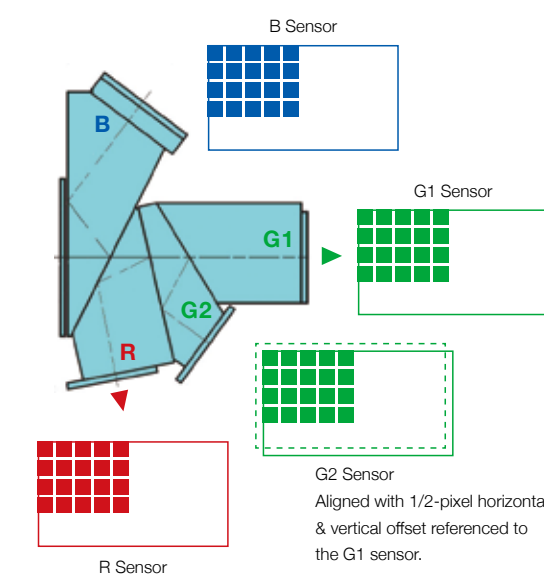 B Sensor
B
G1 Sensor
G1
G2
R
G2 Sensor
Aligned with 1/2-pixel horizonta
& vertical offset referenced to
the G1 sensor.
R Sensor